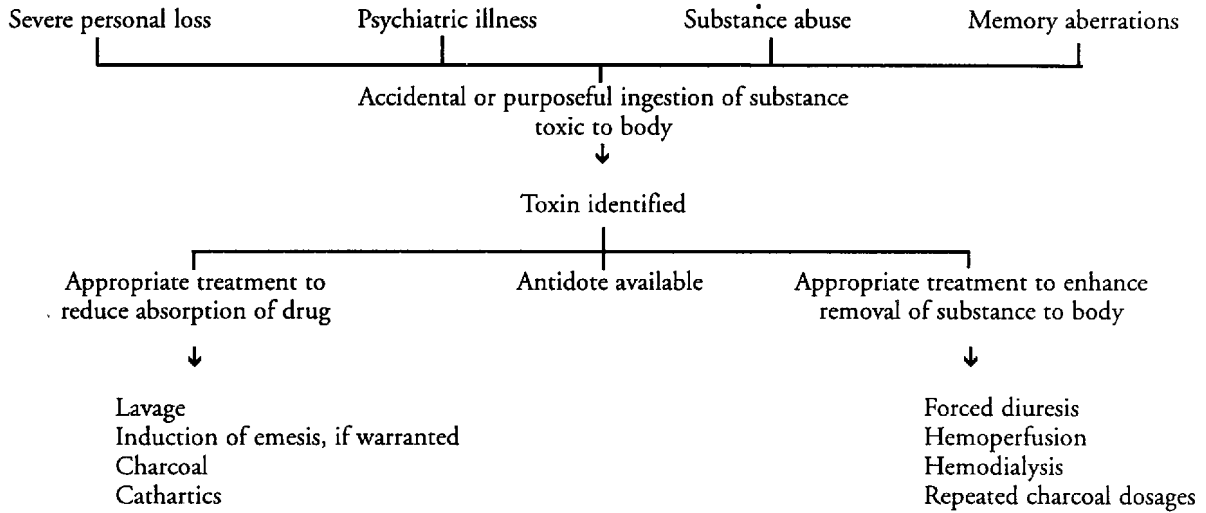 Severe personal loss
Psychiatric illness
Substance abuse
Memory aberrations
Accidental or purposeful ingestion of substance
toxic to body
Toxin identified
Appropriate treatment to
reduce absorption of drug
Antidote available
Appropriate treatment to enhance
removal of substance to body
Lavage
Induction of emesis, if warranted
Charcoal
Cathartics
Forced diuresis
Hemoperfusion
Hemodialysis
Repeated charcoal dosages